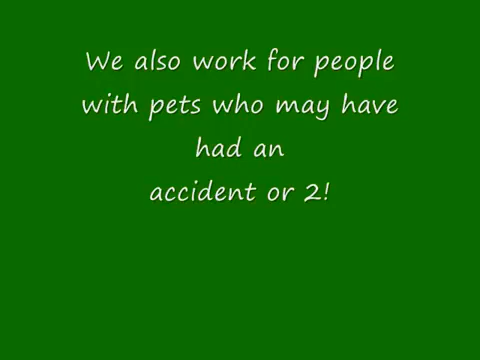 We also work for people
with pets who may have
had an
accident or 2!